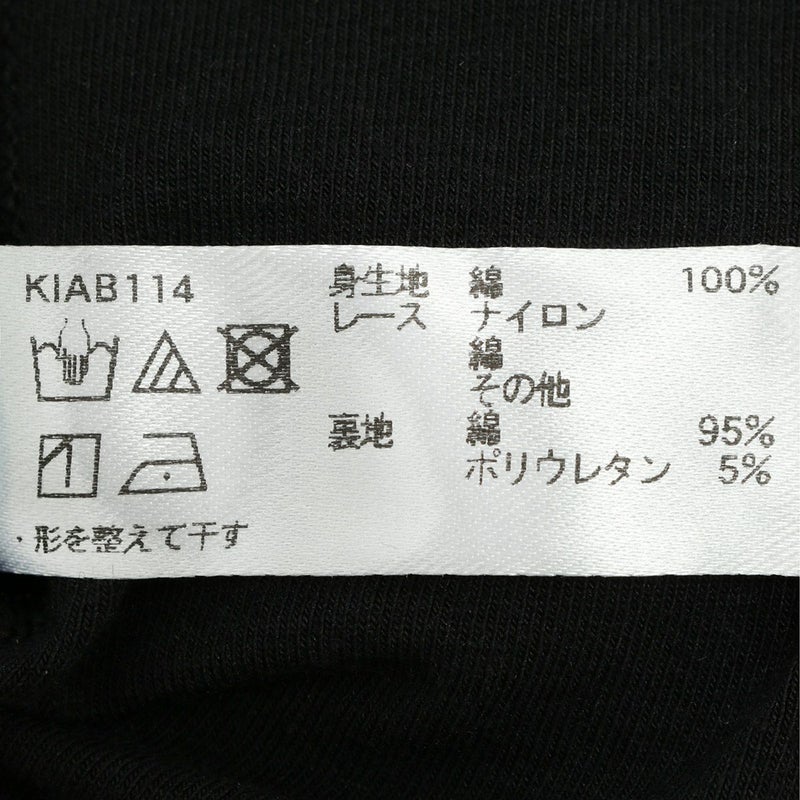 KIAB114
身生地 綿 100%
レース ナイロン
綿
その他
裏地 綿 95%
ポリウレタン 5%
・形を整えて干す